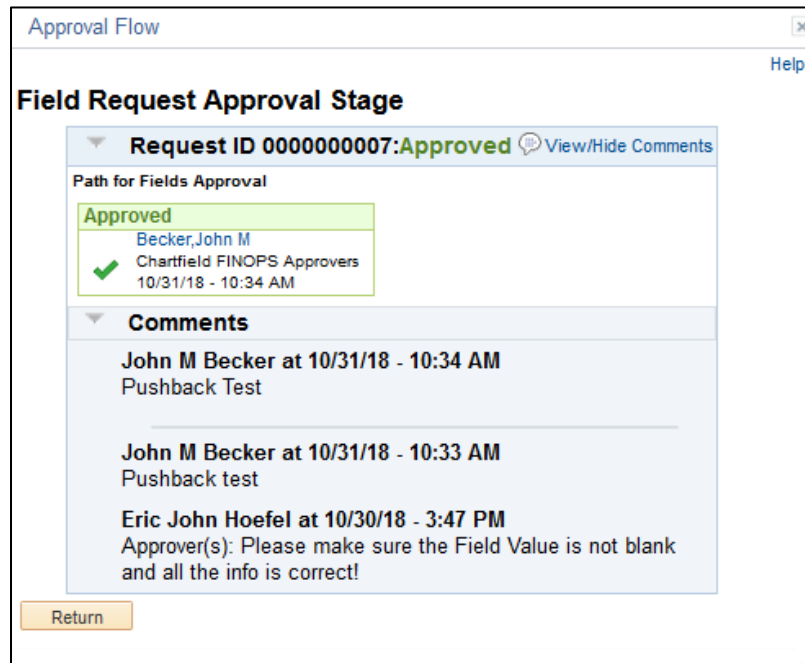 Approval Flow
Help
Field Request Approval Stage
Request ID 0000000007:Approved View/Hide Comments
Path for Fields Approval
Approved
Becker,John M
Chartfield FINOPS Approvers
10/31/18 - 10:34 AM
Comments
John M Becker at 10/31/18 - 10:34 AM
Pushback Test
John M Becker at 10/31/18 - 10:33 AM
Pushback test
Eric John Hoefel at 10/30/18 - 3:47 PM
Approver(s): Please make sure the Field Value is not blank
and all the info is correct!
Return